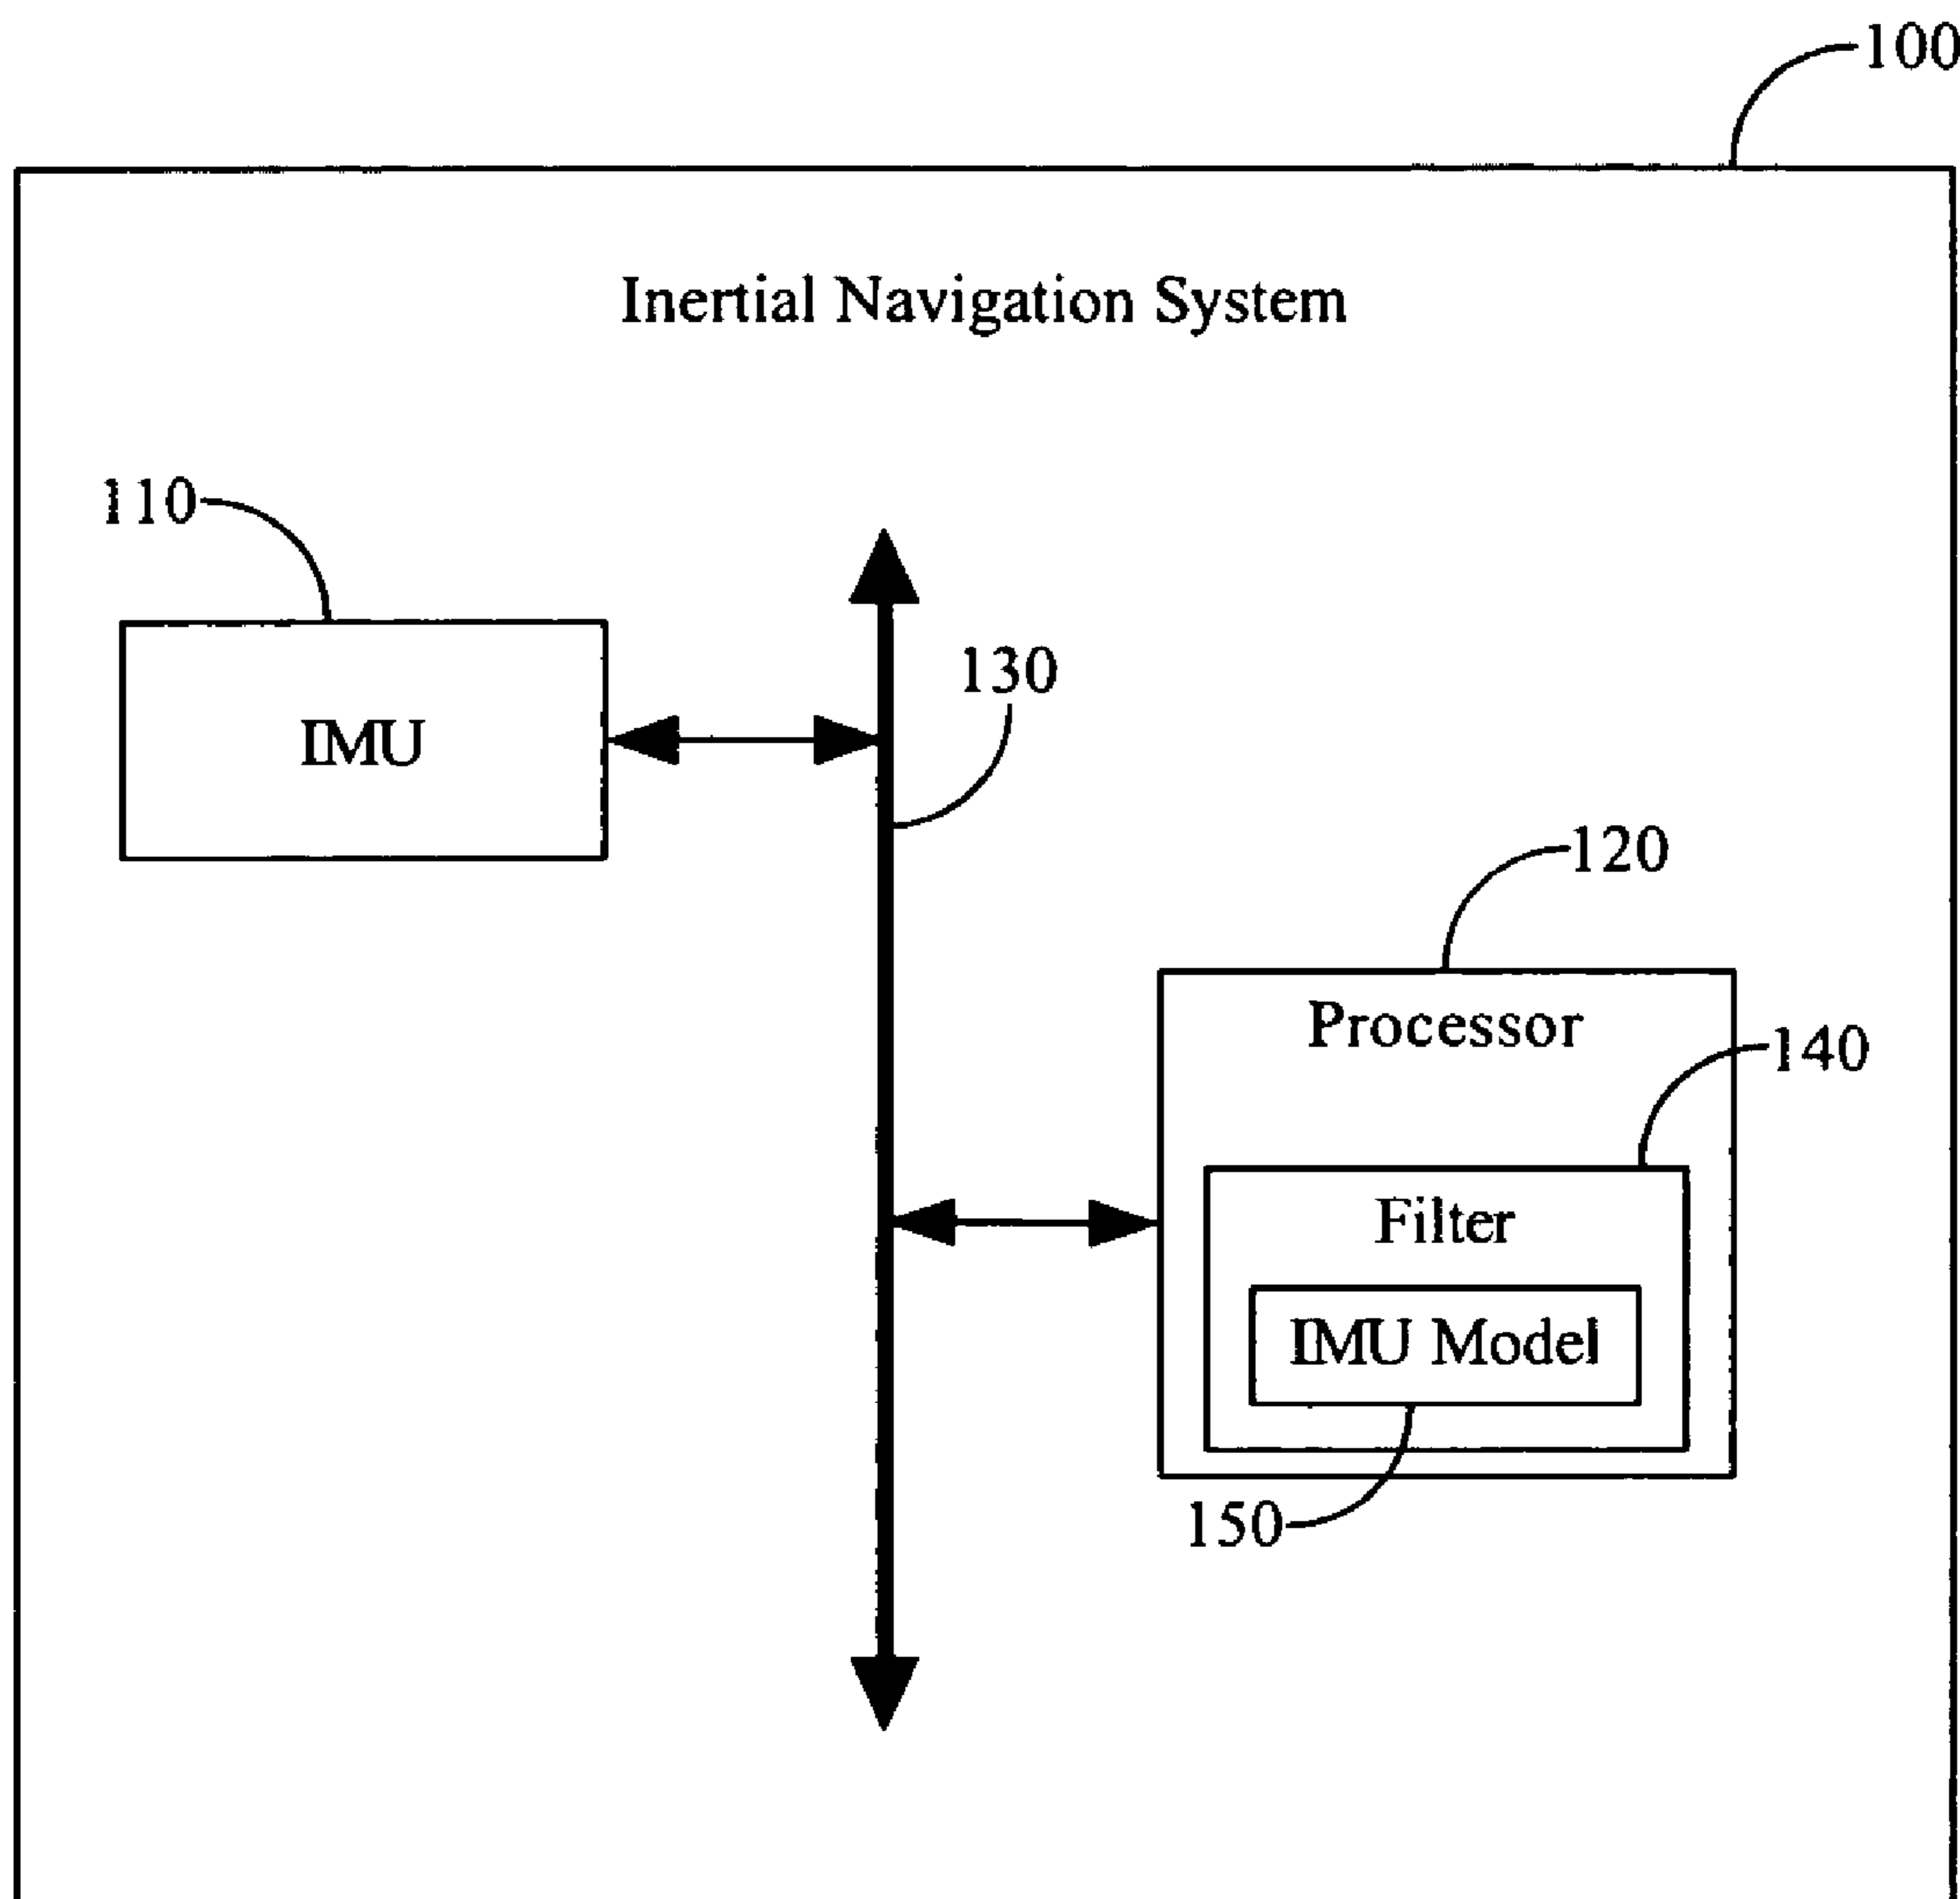 100
Inertial Navigation System
110
130
IMU
120
Processor
140
Filter
IMU Model
150